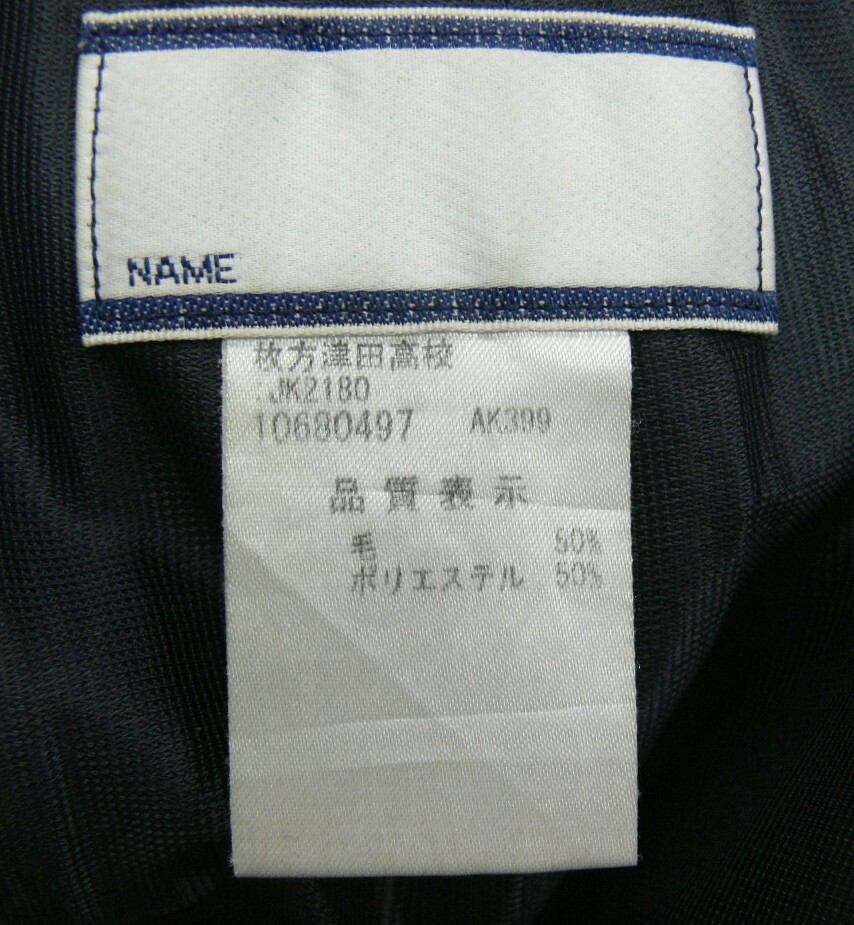 NAME
枚方津田高校
:JK2180
10680497 AK399
品質表示
毛 50%
ポリエステル 50%